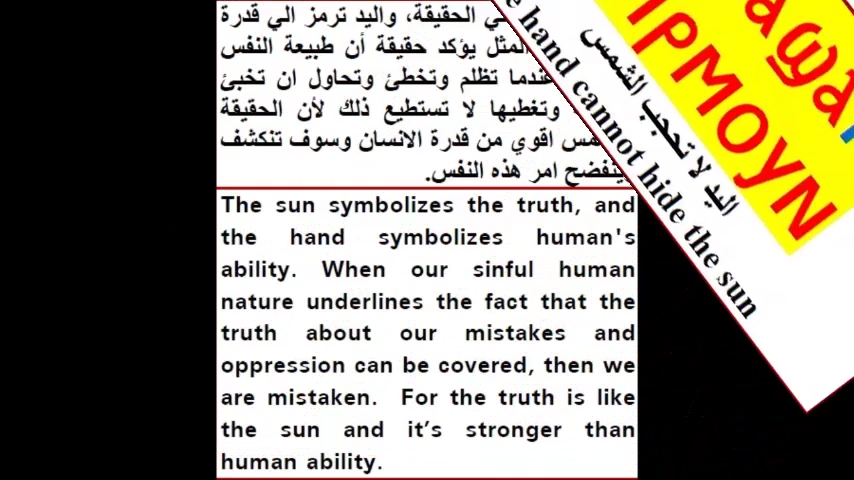 الحقيقة، واليد ترمز الي قدرة
المثل يؤكد حقيقة أن طبيعة النفس
عندما تظلم وتخطئ وتحاول ان تخبئ
وتغطيها لا تستطيع ذلك لأن الحقيقة
اقوي من قدرة الانسان وسوف تنكشف
امر هذه النفس.
The sun symbolizes the truth, and
the hand symbolizes human's
ability. When our sinful human
nature underlines the fact that the
truth about our mistakes and
oppression can be covered, then we
are mistaken. For the truth is like
the sun and it’s stronger than
human ability.
ⲓⲣⲙⲟⲩⲛ
اليد لا تحجب الشمس
hand cannot hide the sun